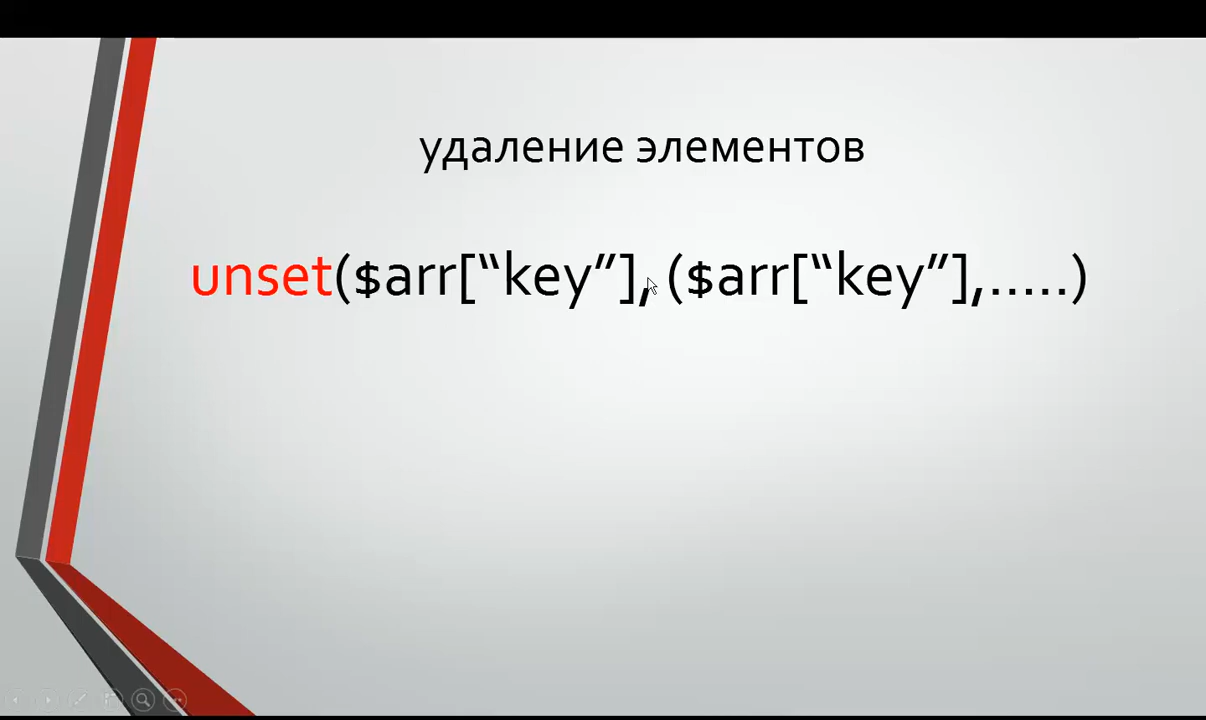 удаление элементов
unset($arr[“key”],($arr[“key”],.....)